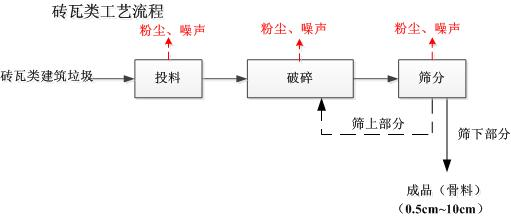 砖瓦类工艺流程
粉尘、噪声
粉尘、噪声
粉尘、噪声
砖瓦类建筑垃圾
投料
破碎
筛分
筛上部分
筛下部分
成品（骨料）
（0.5cm~10cm）